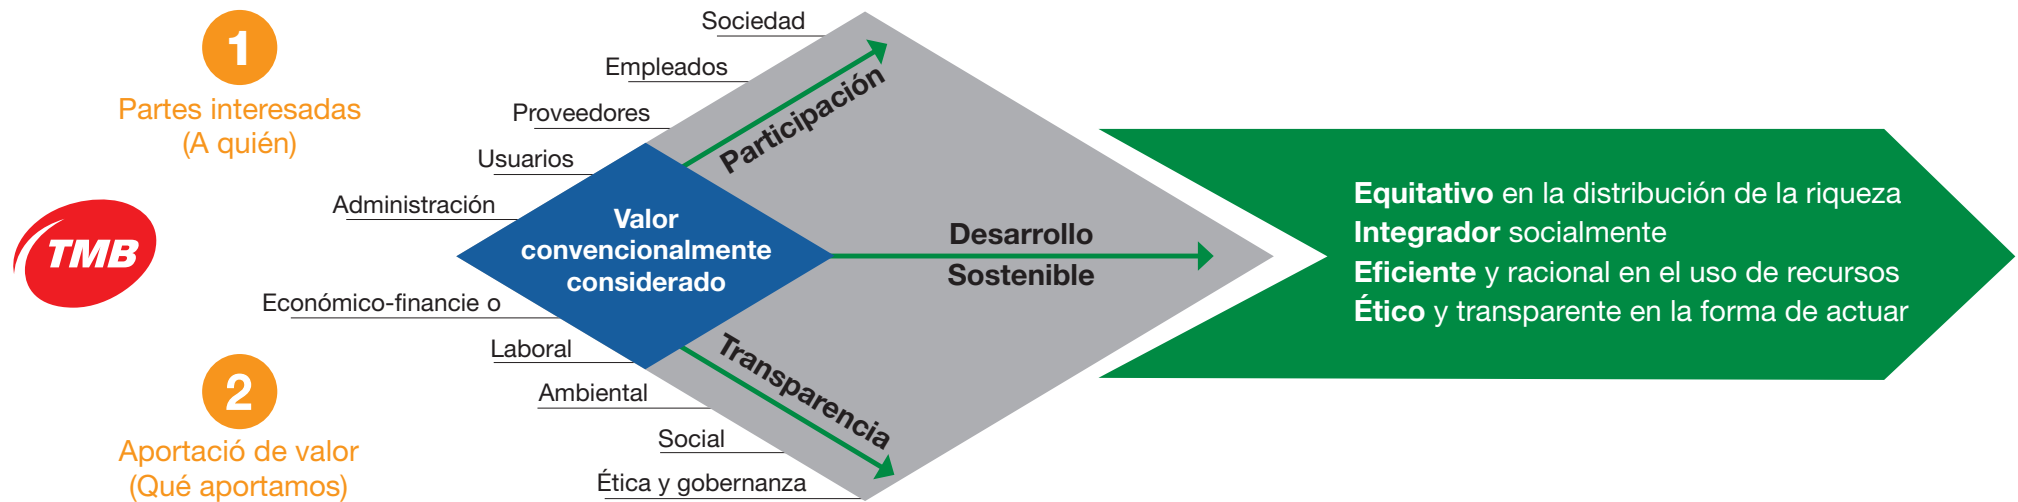 1
Partes interesadas
(A quién)
TMB
2
Aportació de valor
(Qué aportamos)
Sociedad
Empleados
Proveedores
Usuarios
Administración
Económico-financie o
Laboral
Ambiental
Social
Ética y gobernanza
Valor
convencionalmente
considerado
Participación
Desarrollo
Sostenible
Transparencia
Equitativo en la distribución de la riqueza
Integrador socialmente
Eficiente y racional en el uso de recursos
Ético y transparente en la forma de actuar